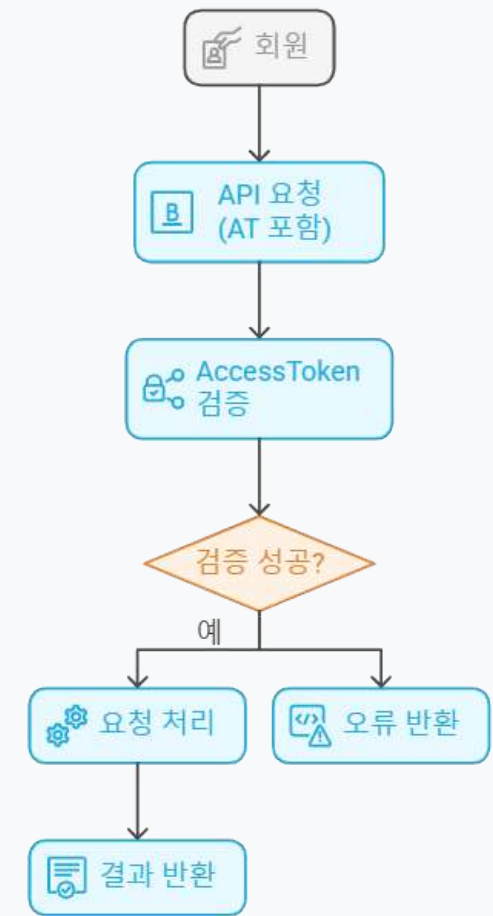 회원
API 요청
(AT 포함)
AccessToken
검증
검증 성공?
예
요청 처리
오류 반환
결과 반환